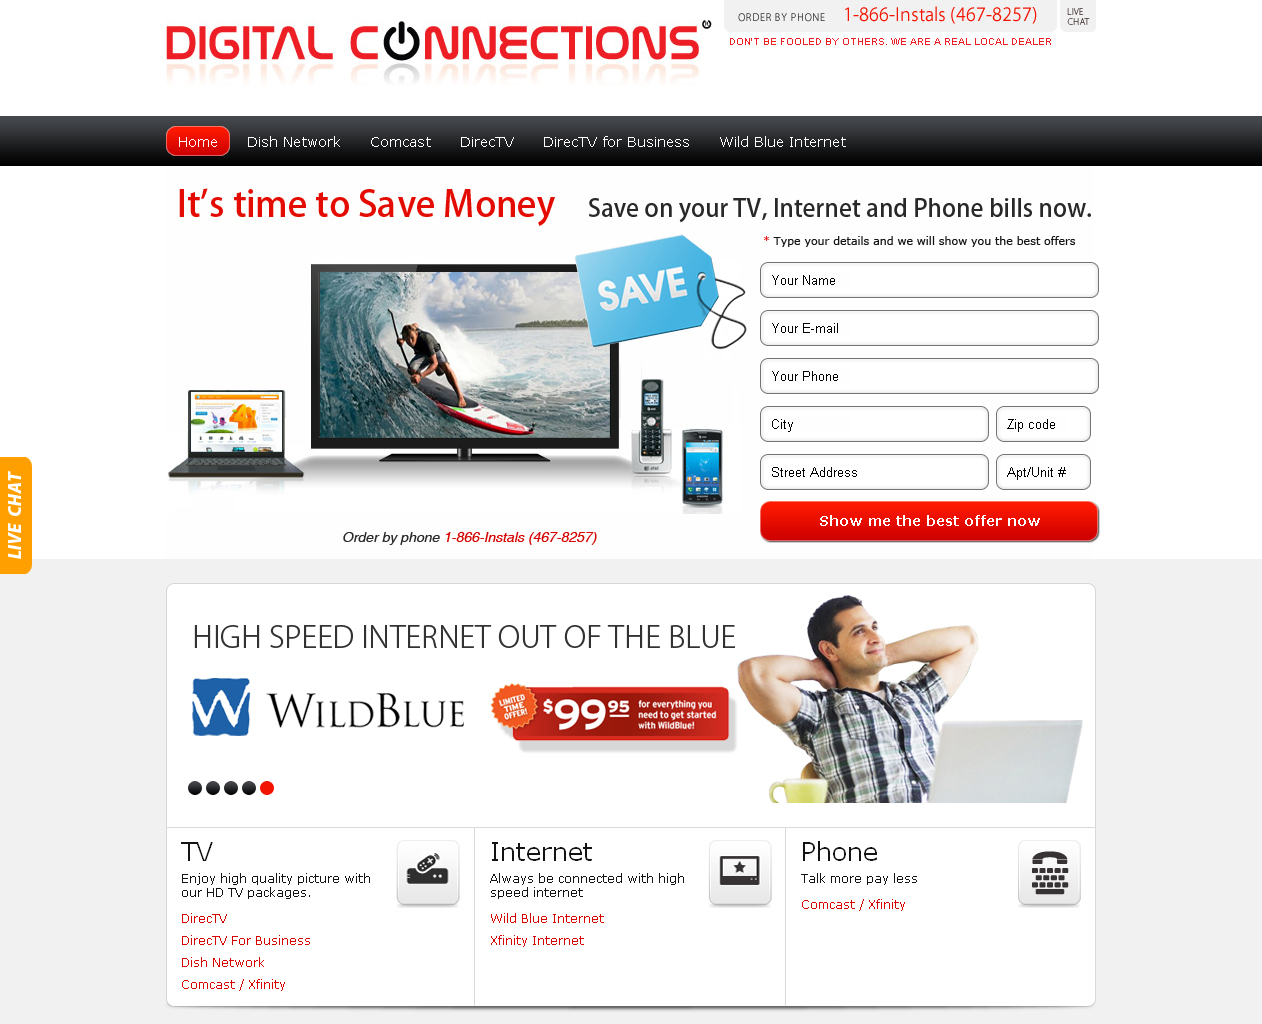 DIGITAL CONNECTIONS
ORDER BY PHONE 1-866-Instals (467-8257)
LIVE CHAT
DON'T BE FOOLED BY OTHERS. WE ARE A REAL LOCAL DEALER
Home Dish Network Comcast DirecTV DirecTV for Business Wild Blue Internet
It's time to Save Money
Save on your TV, Internet and Phone bills now.
* Type your details and we will show you the best offers
SAVE
Your Name
Your E-mail
Your Phone
City Zip code
Street Address Apt/Unit #
Show me the best offer now
at&t
Order by phone 1-866-Instals (467-8257)
LIVE CHAT
HIGH SPEED INTERNET OUT OF THE BLUE
W WILDBLUE
LIMITED
TIME
OFFER!
$99 95
for everything you
need to get started
with WildBlue!
TV
Enjoy high quality picture with
our HD TV packages.
DirecTV
DirecTV For Business
Dish Network
Comcast / Xfinity
Internet
Always be connected with high
speed internet
Wild Blue Internet
Xfinity Internet
Phone
Talk more pay less
Comcast / Xfinity